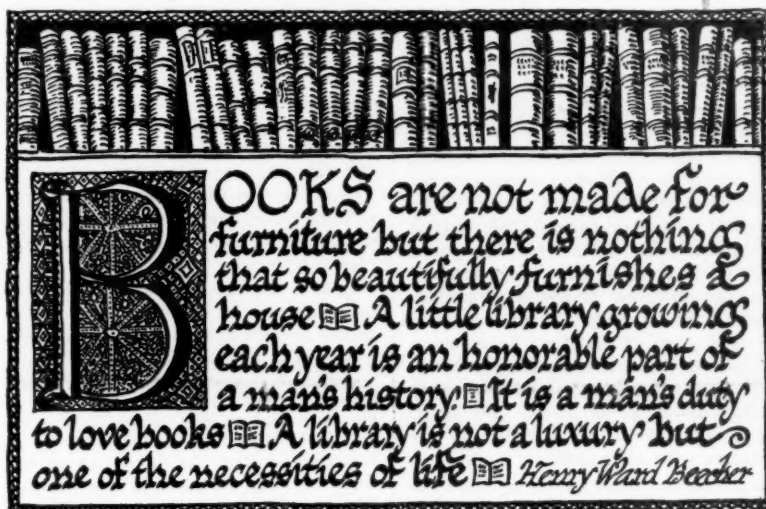 BOOKS are not made for
furniture but there is nothing
that so beautifully furnishes a
house A little library growing
each year is an honorable part of
a man's history. It is a man's duty
to love books A library is not a luxury but
one of the necessities of life Henry Ward Beecher